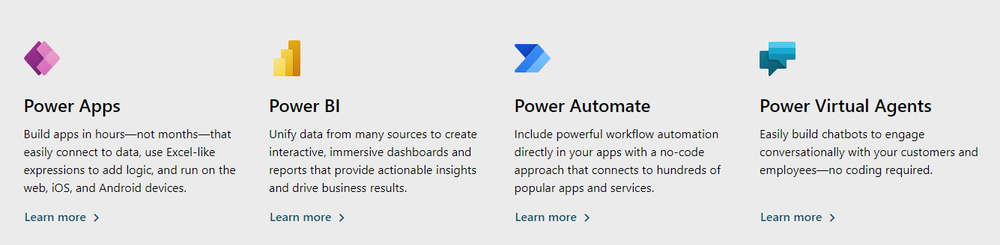 Power Apps
Build apps in hours—not months—that
easily connect to data, use Excel-like
expressions to add logic, and run on the
web, iOS, and Android devices.
Learn more
Power BI
Unify data from many sources to create
interactive, immersive dashboards and
reports that provide actionable insights
and drive business results.
Learn more
Power Automate
Include powerful workflow automation
directly in your apps with a no-code
approach that connects to hundreds of
popular apps and services.
Learn more
Power Virtual Agents
Easily build chatbots to engage
conversationally with your customers and
employees—no coding required.
Learn more